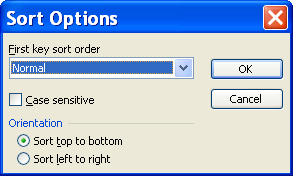 Sort Options
First key sort order
Normal
OK
Case sensitive
Cancel
Orientation
Sort top to bottom
Sort left to right